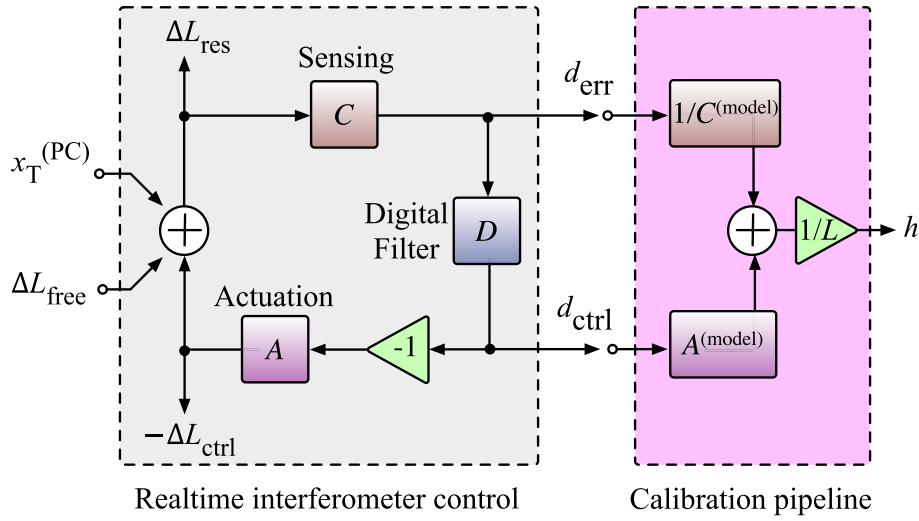 ΔL_res
Sensing
C
d_err
1/C^(model)
x_T^(PC)
Digital
Filter
D
1/L
h
ΔL_free
Actuation
A
-1
d_ctrl
A^(model)
−ΔL_ctrl
Realtime interferometer control
Calibration pipeline